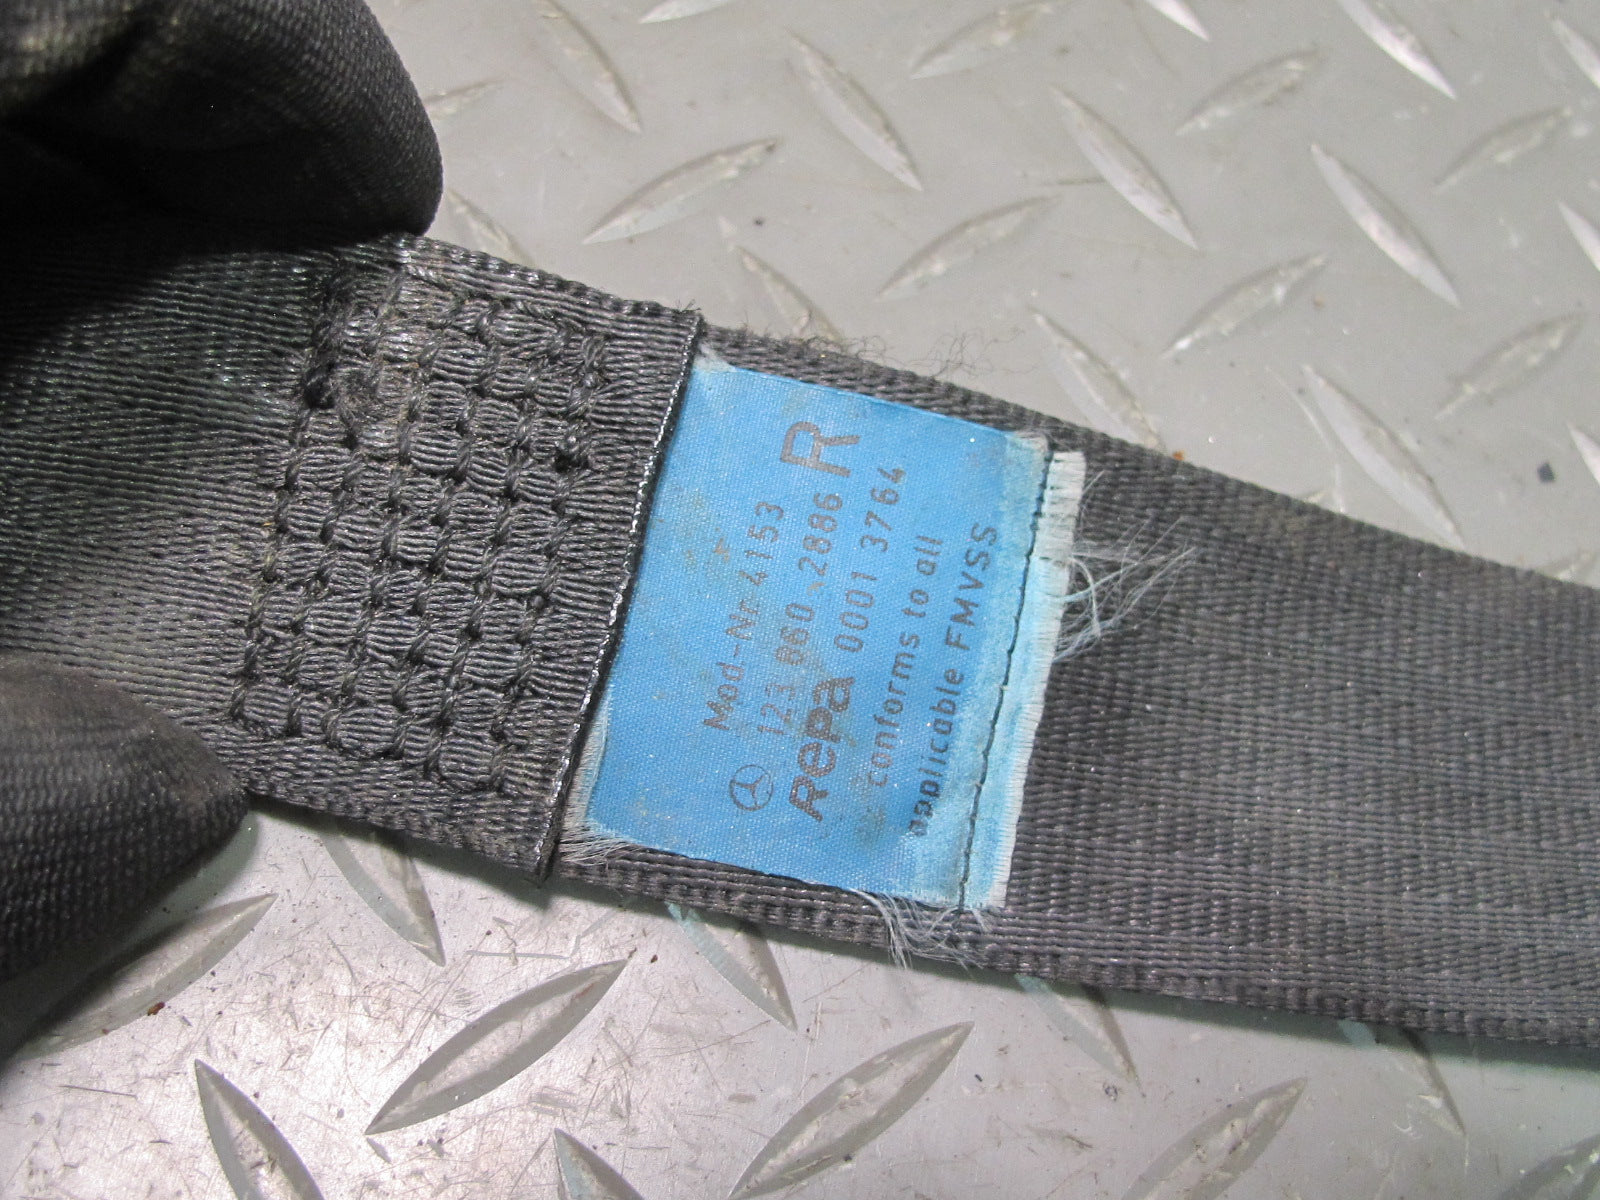 Mod-Nr. 4153
123 860 2886 R
RePa 0001 3764
conforms to all
applicable FMVSS